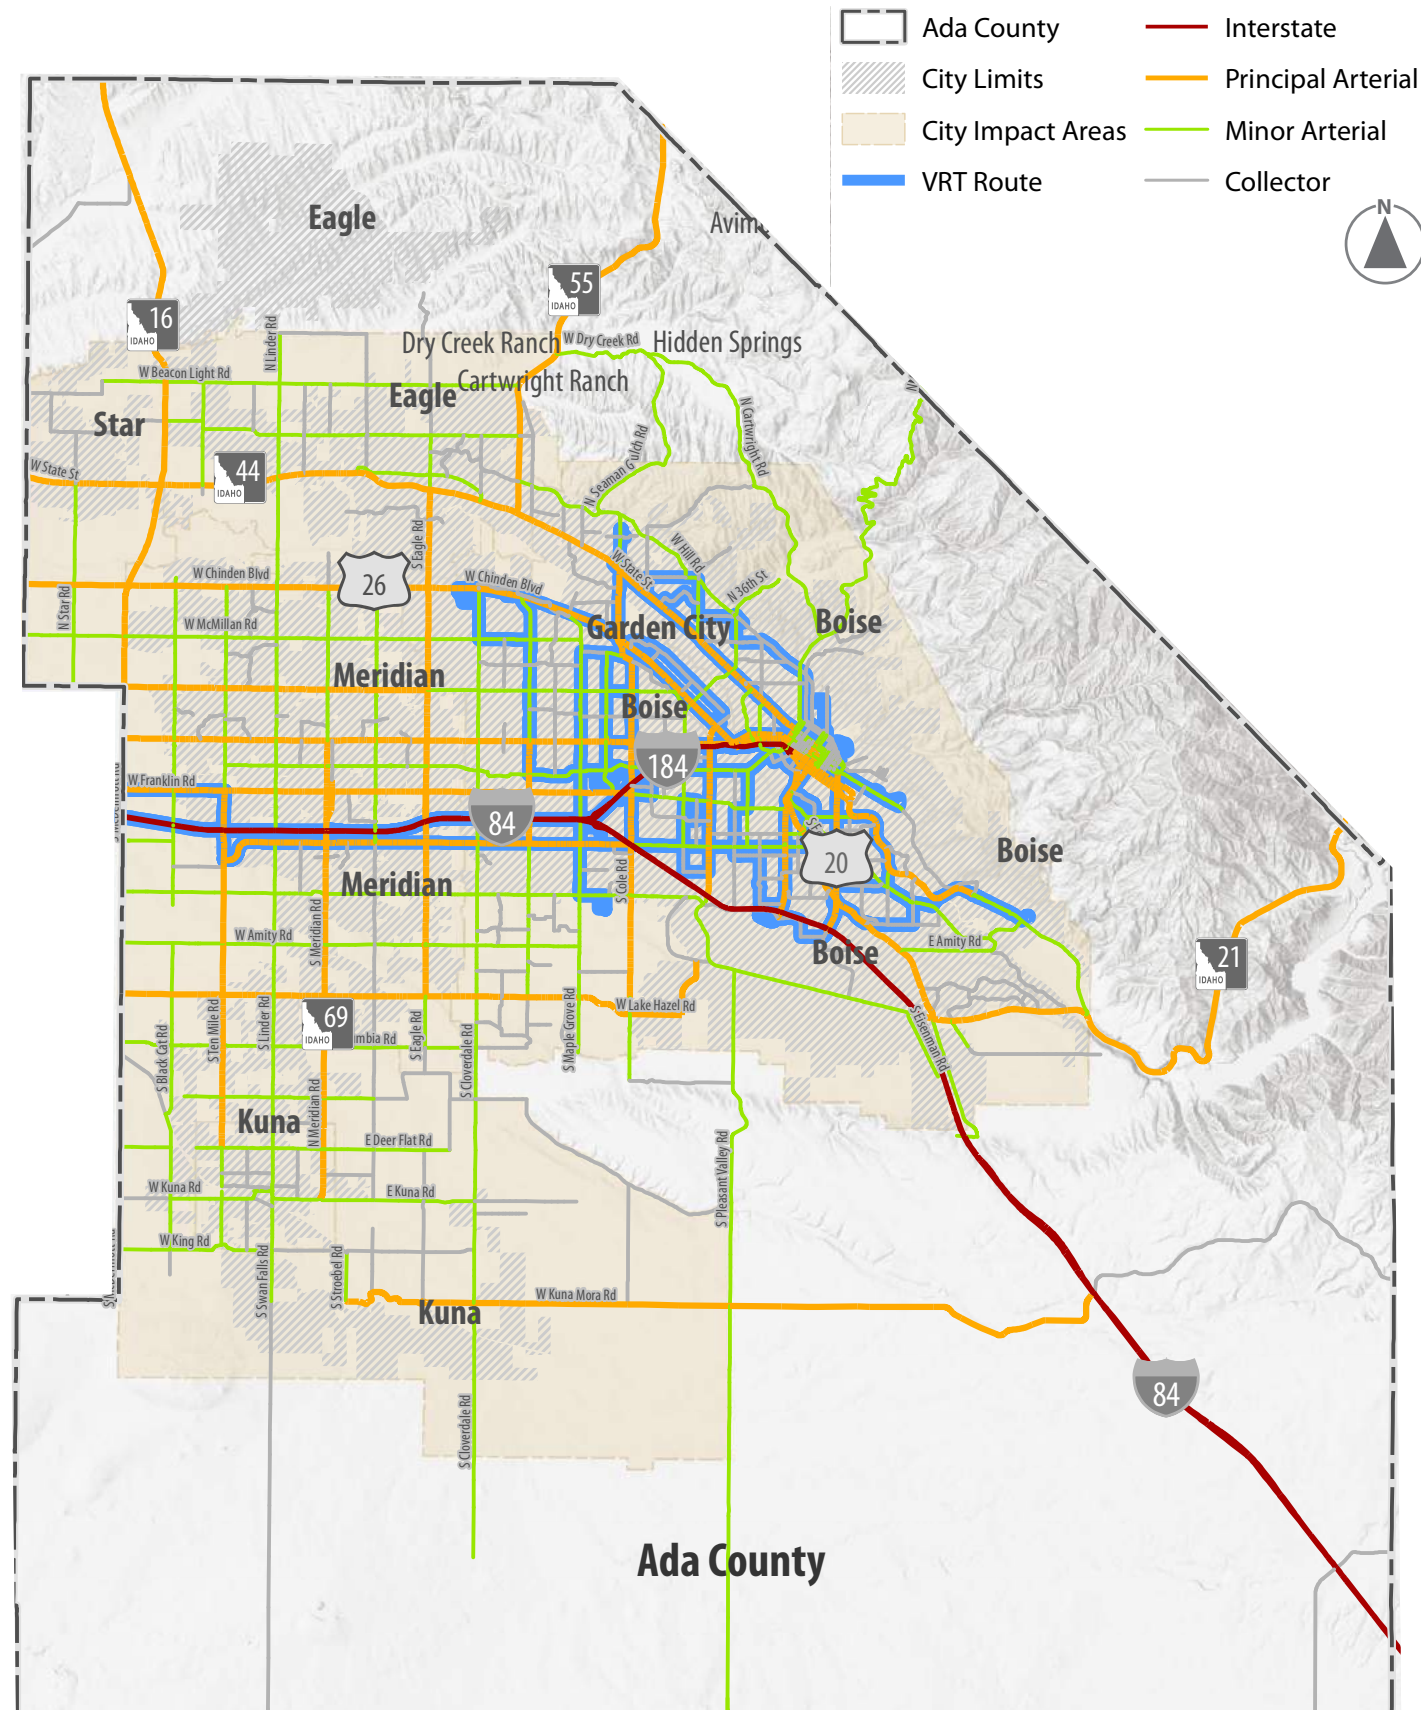 Ada County
Interstate
City Limits
Principal Arterial
City Impact Areas
Minor Arterial
VRT Route
Collector
N
Eagle
55
IDAHO
16
IDAHO
N Linder Rd
Dry Creek Ranch
W Dry Creek Rd
Hidden Springs
W Beacon Light Rd
Eagle
Cartwright Ranch
Star
N Cartwright Rd
W State St
44
IDAHO
N Seaman Gulch Rd
S Eagle Rd
W Hill Rd
W State St
W Chinden Blvd
26
W Chinden Blvd
N 36th St
N Star Rd
W McMillan Rd
Garden City
Boise
Meridian
Boise
184
W Franklin Rd
84
20
Boise
Meridian
S Cole Rd
S Meridian Rd
W Amity Rd
E Amity Rd
Boise
21
IDAHO
W Lake Hazel Rd
69
IDAHO
S Ten Mile Rd
S Linder Rd
S Eagle Rd
S Maple Grove Rd
S Black Cat Rd
S Cloverdale Rd
S Eisenman Rd
Kuna
N Meridian Rd
E Deer Flat Rd
S Pleasant Valley Rd
W Kuna Rd
E Kuna Rd
W King Rd
S Swan Falls Rd
S Stroebel Rd
W Kuna Mora Rd
Kuna
84
S Cloverdale Rd
Ada County